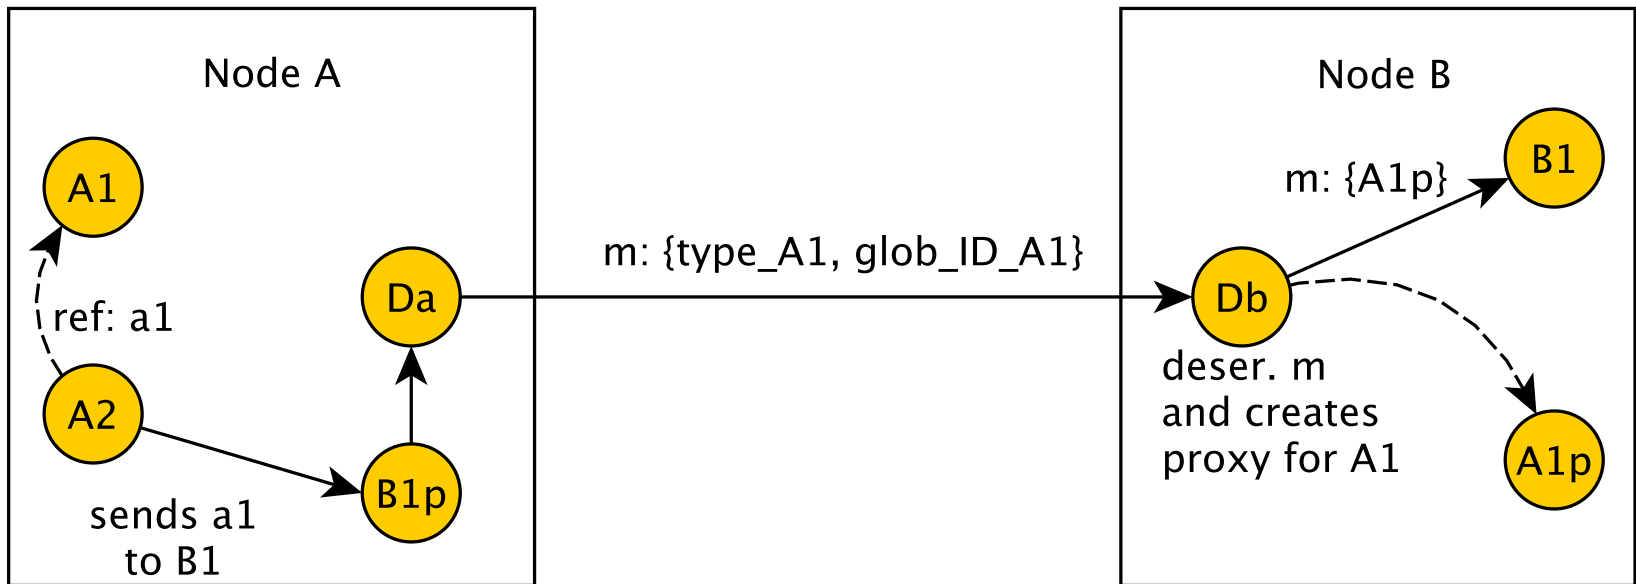 Node A
A1
ref: a1
A2
sends a1
to B1
Da
B1p
m: {type_A1, glob_ID_A1}
Node B
B1
m: {A1p}
Db
deser. m
and creates
proxy for A1
A1p